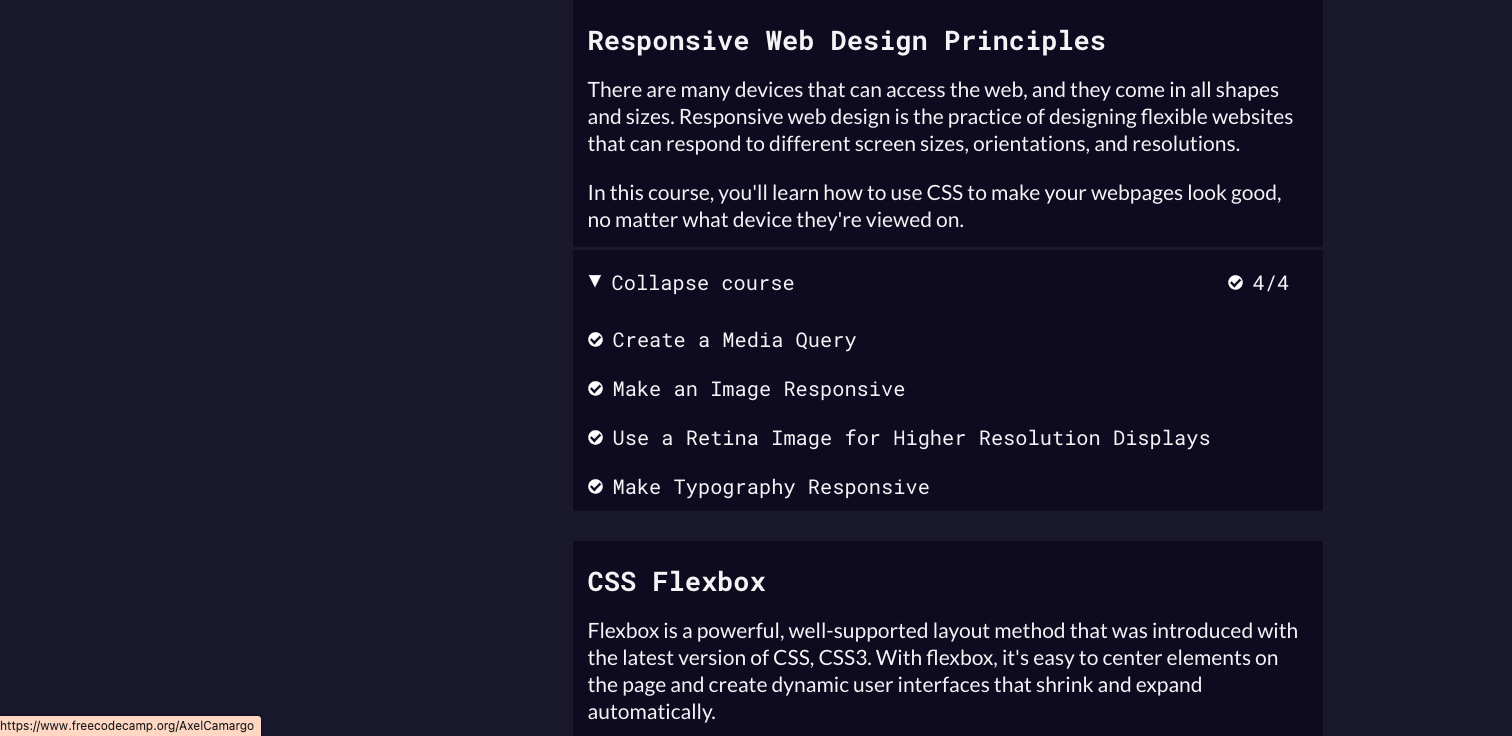 Responsive Web Design Principles
There are many devices that can access the web, and they come in all shapes
and sizes. Responsive web design is the practice of designing flexible websites
that can respond to different screen sizes, orientations, and resolutions.
In this course, you'll learn how to use CSS to make your webpages look good,
no matter what device they're viewed on.
Collapse course 4/4
Create a Media Query
Make an Image Responsive
Use a Retina Image for Higher Resolution Displays
Make Typography Responsive
CSS Flexbox
Flexbox is a powerful, well-supported layout method that was introduced with
the latest version of CSS, CSS3. With flexbox, it's easy to center elements on
the page and create dynamic user interfaces that shrink and expand
automatically.
https://www.freecodecamp.org/AxelCamargo